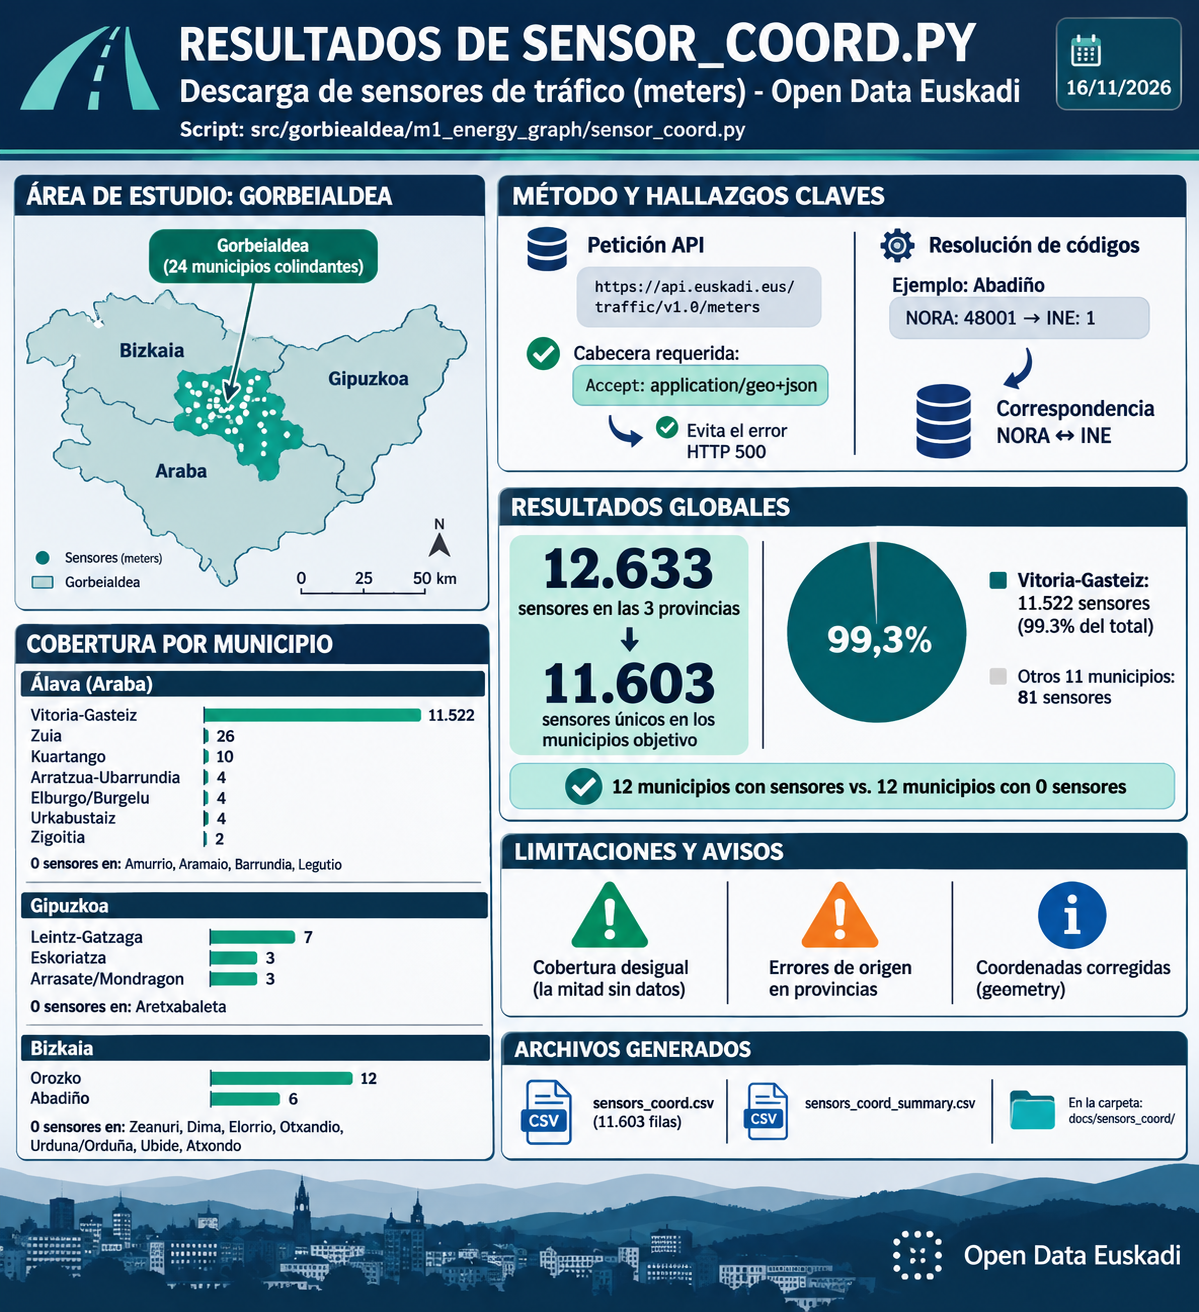 RESULTADOS DE SENSOR_COORD.PY
Descarga de sensores de tráfico (meters) - Open Data Euskadi
Script: src/gorbiealdea/m1_energy_graph/sensor_coord.py
16/11/2026
ÁREA DE ESTUDIO: GORBEIALDEA
Gorbeialdea
(24 municipios colindantes)
Bizkaia
Gipuzkoa
Araba
N
Sensores (meters)
Gorbeialdea
0 25 50 km
MÉTODO Y HALLAZGOS CLAVES
Petición API
https://api.euskadi.eus/
traffic/v1.0/meters
Cabecera requerida:
Accept: application/geo+json
Evita el error
HTTP 500
Resolución de códigos
Ejemplo: Abadiño
NORA: 48001 → INE: 1
Correspondencia
NORA ↔ INE
RESULTADOS GLOBALES
12.633
sensores en las 3 provincias
11.603
sensores únicos en los
municipios objetivo
99,3%
Vitoria-Gasteiz:
11.522 sensores
(99.3% del total)
Otros 11 municipios:
81 sensores
12 municipios con sensores vs. 12 municipios con 0 sensores
COBERTURA POR MUNICIPIO
Álava (Araba)
Vitoria-Gasteiz 11.522
Zuia 26
Kuartango 10
Arratzua-Ubarrundia 4
Elburgo/Burgelu 4
Urkabustaiz 4
Zigoitia 2
0 sensores en: Amurrio, Aramaio, Barrundia, Legutio
Gipuzkoa
Leintz-Gatzaga 7
Eskoriatza 3
Arrasate/Mondragon 3
0 sensores en: Aretxabaleta
Bizkaia
Orozko 12
Abadiño 6
0 sensores en: Zeanuri, Dima, Elorrio, Otxandio,
Urduna/Orduña, Ubide, Atxondo
LIMITACIONES Y AVISOS
Cobertura desigual
(la mitad sin datos)
Errores de origen
en provincias
Coordenadas corregidas
(geometry)
ARCHIVOS GENERADOS
CSV
sensors_coord.csv
(11.603 filas)
CSV
sensors_coord_summary.csv
En la carpeta:
docs/sensors_coord/
Open Data Euskadi